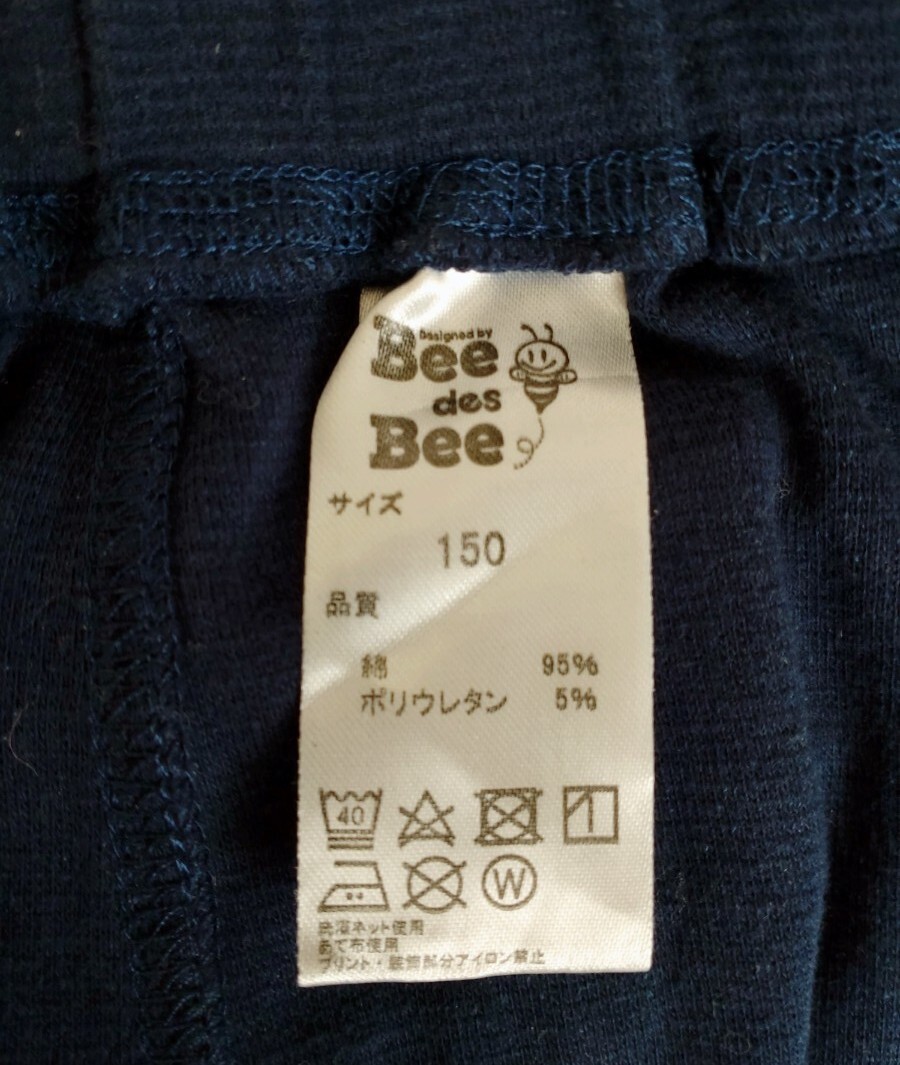 Designed by
Bee
des
Bee
サイズ
150
品質
綿 95%
ポリウレタン 5%
40
W
洗濯ネット使用
あて布使用
プリント・装飾部分アイロン禁止